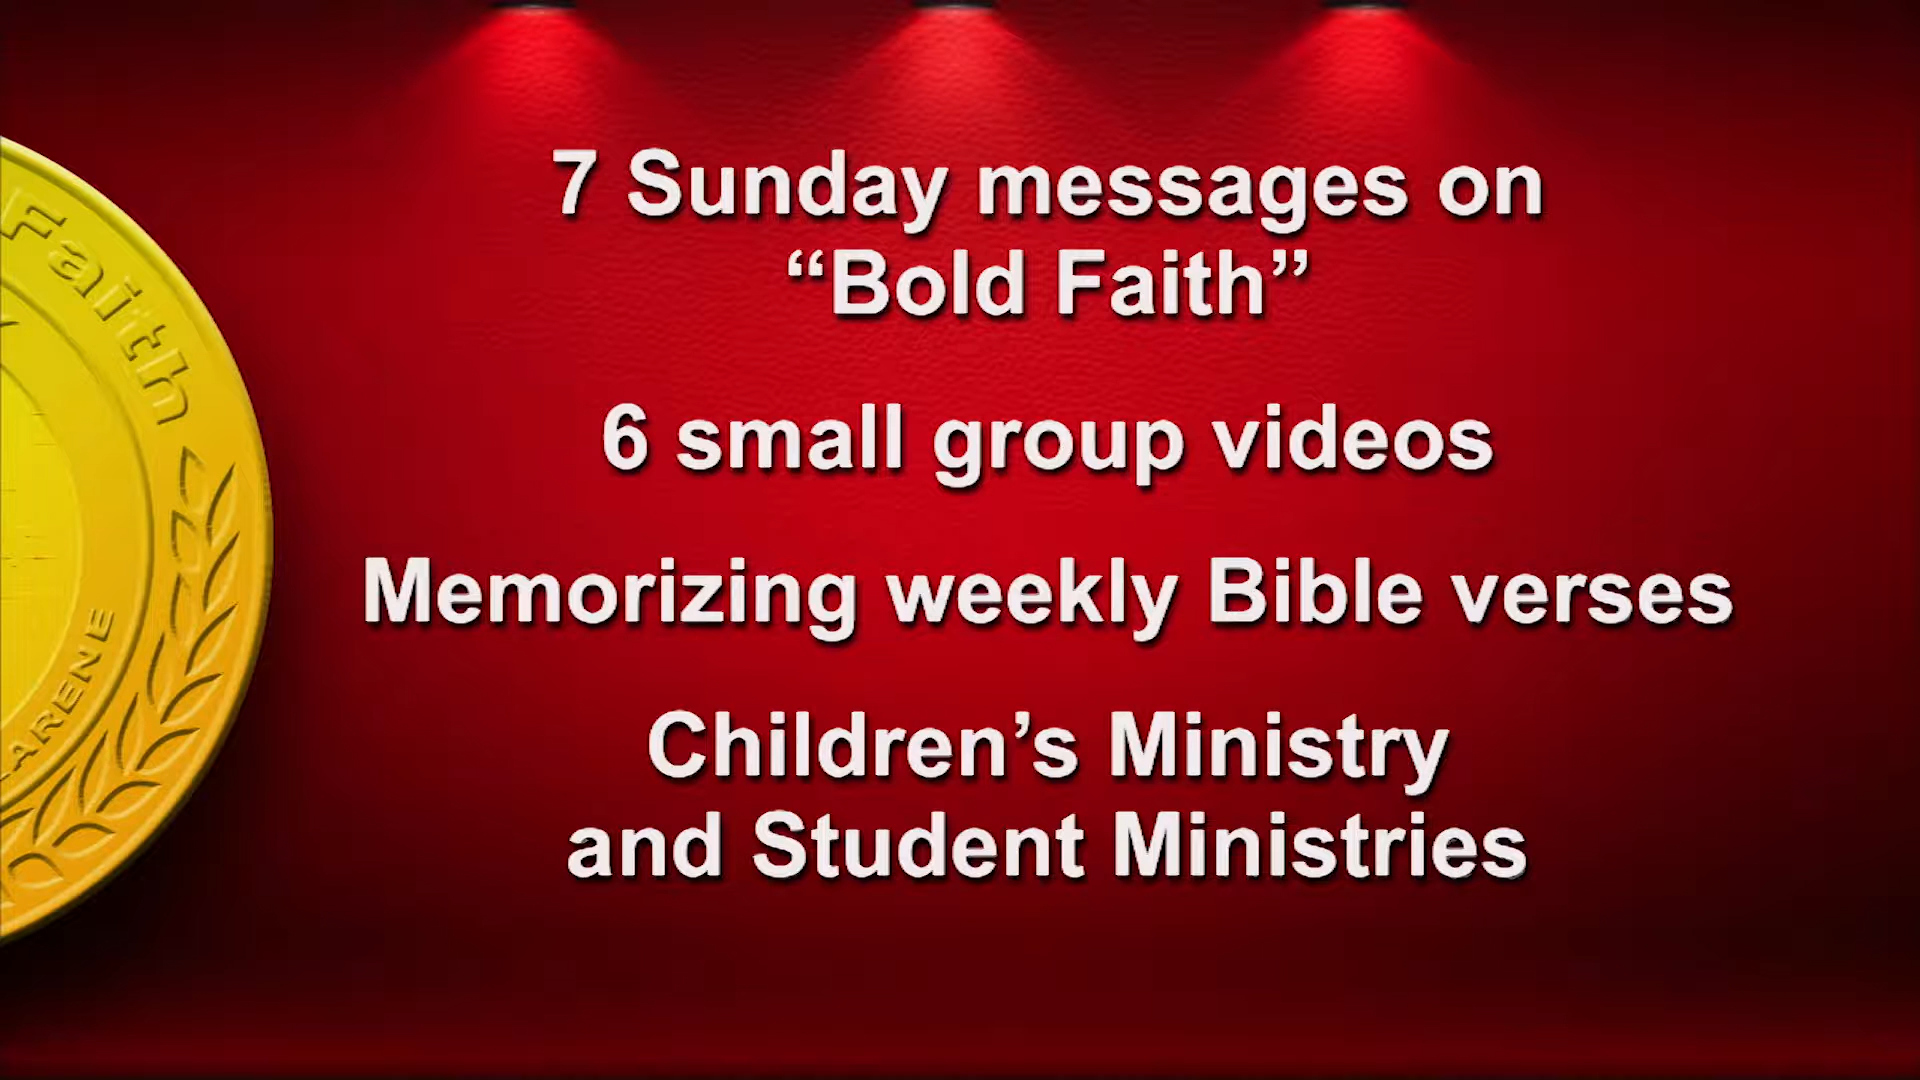 7 Sunday messages on
“Bold Faith”
6 small group videos
Memorizing weekly Bible verses
Children’s Ministry
and Student Ministries
Faith